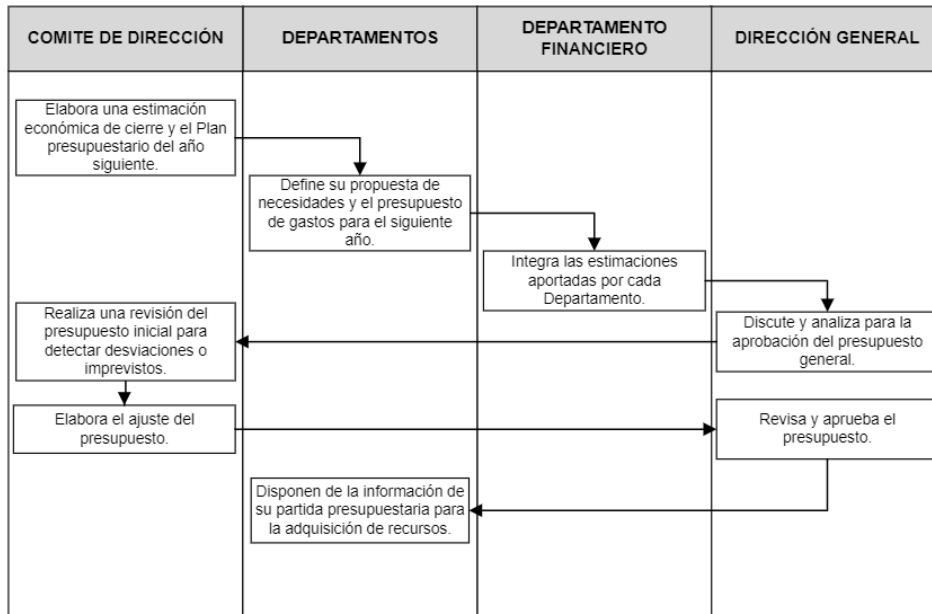 COMITE DE DIRECCIÓN
DEPARTAMENTOS
DEPARTAMENTO
FINANCIERO
DIRECCIÓN GENERAL
Elabora una estimación
económica de cierre y el Plan
presupuestario del año
siguiente.
Define su propuesta de
necesidades y el presupuesto
de gastos para el siguiente
año.
Integra las estimaciones
aportadas por cada
Departamento.
Discute y analiza para la
aprobación del presupuesto
general.
Realiza una revisión del
presupuesto inicial para
detectar desviaciones o
imprevistos.
Elabora el ajuste del
presupuesto.
Revisa y aprueba el
presupuesto.
Disponen de la información de
su partida presupuestaria para
la adquisición de recursos.